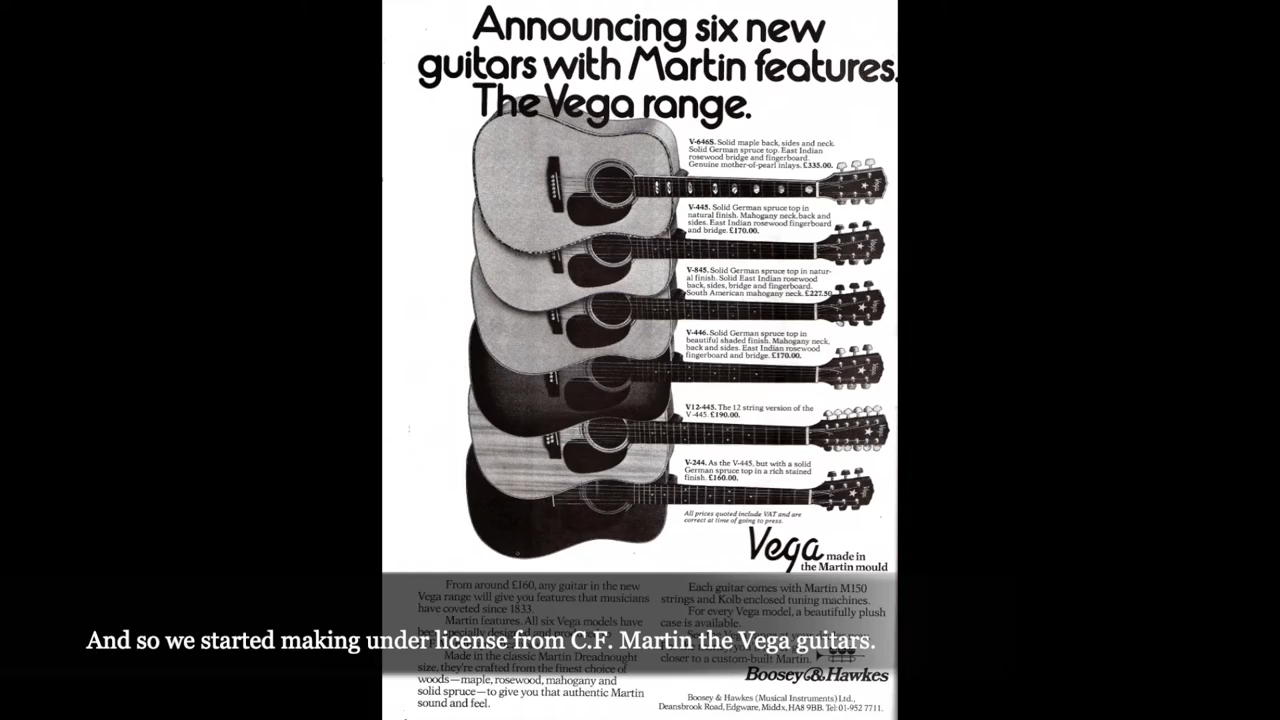 Announcing six new
guitars with Martin features.
The Vega range.
V-646S. Solid maple back, sides and neck.
Solid German spruce top. East Indian
rosewood bridge and fingerboard.
Genuine mother-of-pearl inlays. £335.00.
V-445. Solid German spruce top in
natural finish. Mahogany neck, back and
sides. East Indian rosewood fingerboard
and bridge. £170.00.
V-845. Solid German spruce top in natur-
al finish. Solid East Indian rosewood
back, sides, bridge and fingerboard.
South American mahogany neck. £227.50
V-446. Solid German spruce top in
beautiful shaded finish. Mahogany neck,
back and sides. East Indian rosewood
fingerboard and bridge. £170.00.
V12-445. The 12 string version of the
V-445. £190.00.
V-244. As the V-445, but with a solid
German spruce top in a rich stained
finish. £160.00.
All prices quoted include VAT and are
correct at time of going to press.
Vega made in
the Martin mould
From around £160, any guitar in the new
Vega range will give you features that musicians
have coveted since 1833.
Martin features. All six Vega models have
Made in the classic Martin Dreadnought
size, they're crafted from the finest choice of
woods—maple, rosewood, mahogany and
solid spruce—to give you that authentic Martin
sound and feel.
Each guitar comes with Martin M150
strings and Kolb enclosed tuning machines.
For every Vega model, a beautifully plush
case is available.
closer to a custom-built Martin.
And so we started making under license from C.F. Martin the Vega guitars.
Boosey & Hawkes
Boosey & Hawkes (Musical Instruments) Ltd.,
Deansbrook Road, Edgware, Middx, HA8 9BB. Tel: 01-952 7711.